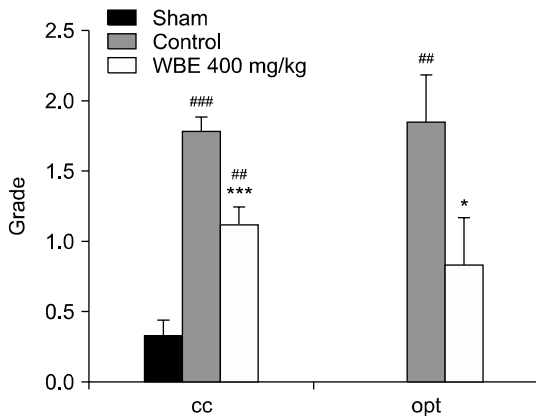 Sham
Control
WBE 400 mg/kg
Grade
2.5
2.0
1.5
1.0
0.5
0.0
###
##
***
##
*
cc
opt